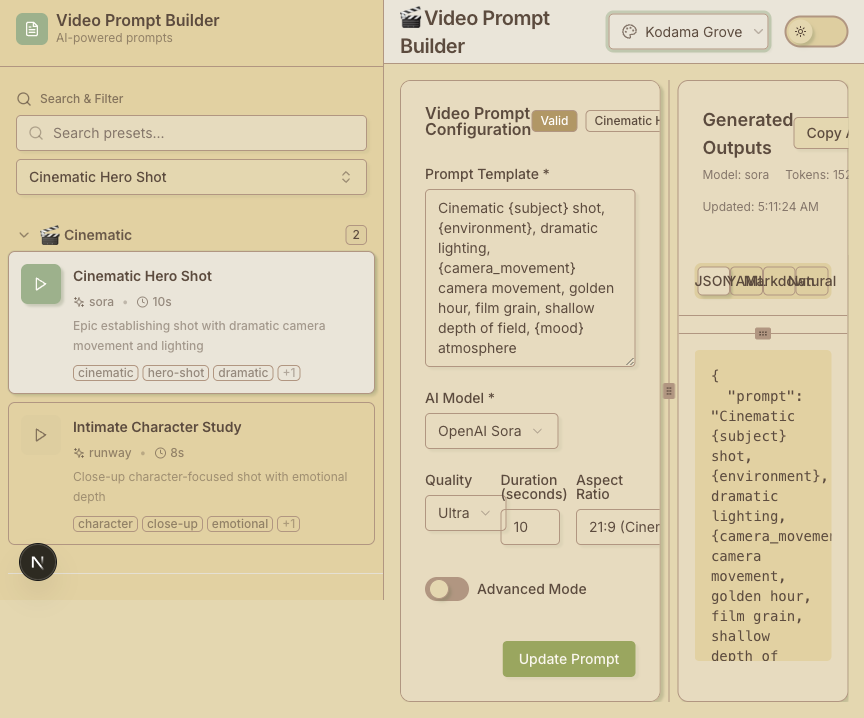 Video Prompt Builder
AI-powered prompts
Search & Filter
Search presets...
Cinematic Hero Shot
Cinematic
2
Cinematic Hero Shot
sora • 10s
Epic establishing shot with dramatic camera
movement and lighting
cinematic hero-shot dramatic +1
Intimate Character Study
runway • 8s
Close-up character-focused shot with emotional
depth
character close-up emotional +1
N
Video Prompt
Builder
Kodama Grove
Video Prompt
Configuration
Valid
Cinematic H
Prompt Template *
Cinematic {subject} shot,
{environment}, dramatic
lighting,
{camera_movement}
camera movement, golden
hour, film grain, shallow
depth of field, {mood}
atmosphere
AI Model *
OpenAI Sora
Quality
Ultra
Duration
(seconds)
10
Aspect
Ratio
21:9 (Ciner
Advanced Mode
Update Prompt
Generated
Outputs
Copy A
Model: sora Tokens: 152
Updated: 5:11:24 AM
JSON YAML Markdown Natural
{
"prompt":
"Cinematic
{subject}
shot,
{environment},
dramatic
lighting,
{camera_movemen
camera
movement,
golden hour,
film grain,
shallow
depth of